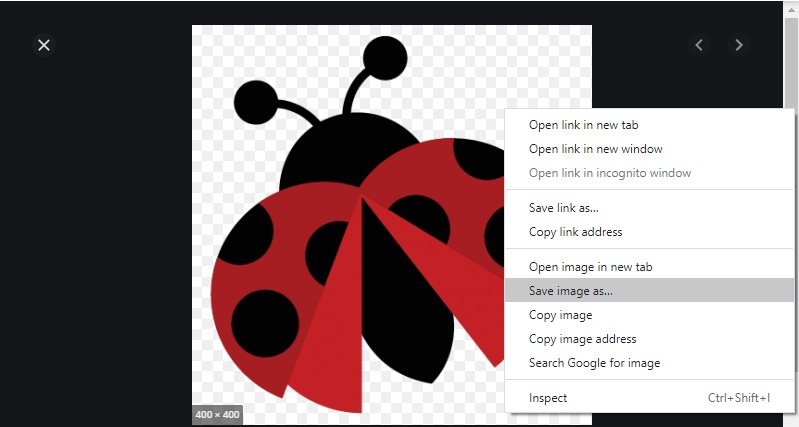 Open link in new tab
Open link in new window
Open link in incognito window
Save link as...
Copy link address
Open image in new tab
Save image as...
Copy image
Copy image address
Search Google for image
Inspect Ctrl+Shift+I
400 × 400